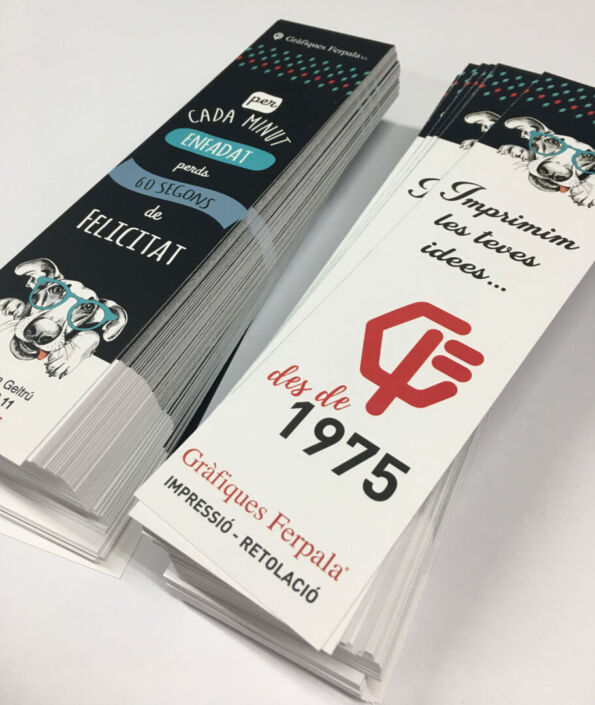 Gràfiques Ferpala S.L.
per
CADA MINUT
ENFADAT
perds
60 SEGONS
de
FELICITAT
Geltrú
11
Imprimim
les teves
idees...
des de
1975
Gràfiques Ferpala
IMPRESSIÓ - RETOLACIÓ